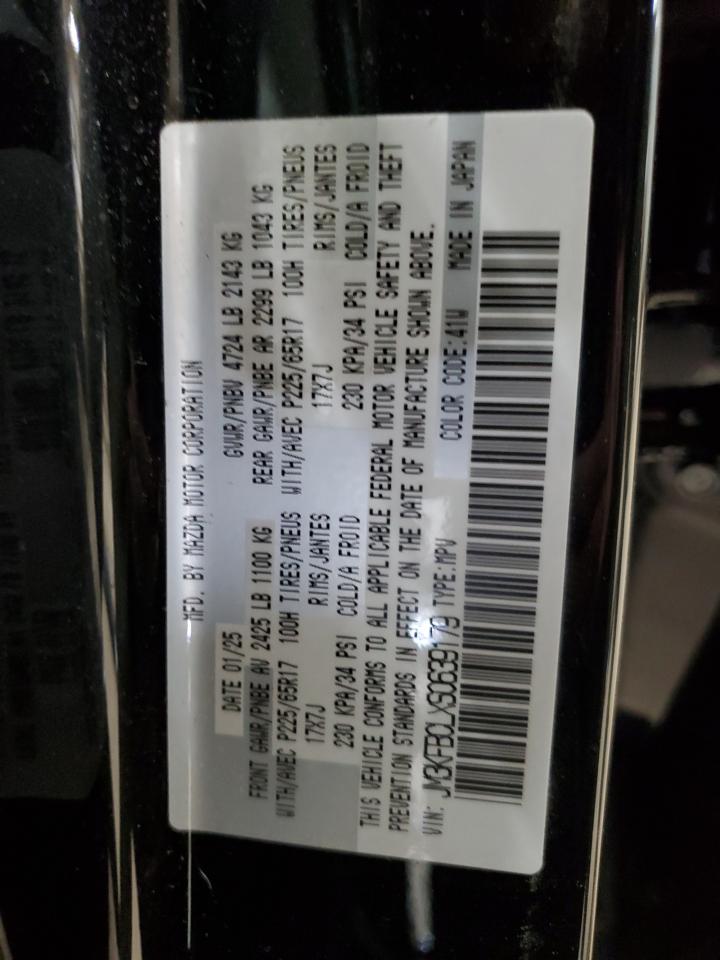 MFD. BY MAZDA MOTOR CORPORATION
DATE 01/25 GVWR/PNBV 4724 LB 2143 KG
FRONT GAWR/PNBE AV 2425 LB 1100 KG REAR GAWR/PNBE AR 2299 LB 1043 KG
WITH/AVEC P225/65R17 100H TIRES/PNEUS WITH/AVEC P225/65R17 100H TIRES/PNEUS
17X7J RIMS/JANTES 17X7J RIMS/JANTES
230 KPA/34 PSI COLD/A FROID 230 KPA/34 PSI COLD/A FROID
THIS VEHICLE CONFORMS TO ALL APPLICABLE FEDERAL MOTOR VEHICLE SAFETY AND THEFT
PREVENTION STANDARDS IN EFFECT ON THE DATE OF MANUFACTURE SHOWN ABOVE.
VIN: JM3KFBCLXS0639179 TYPE:MPV COLOR CODE:41W MADE IN JAPAN